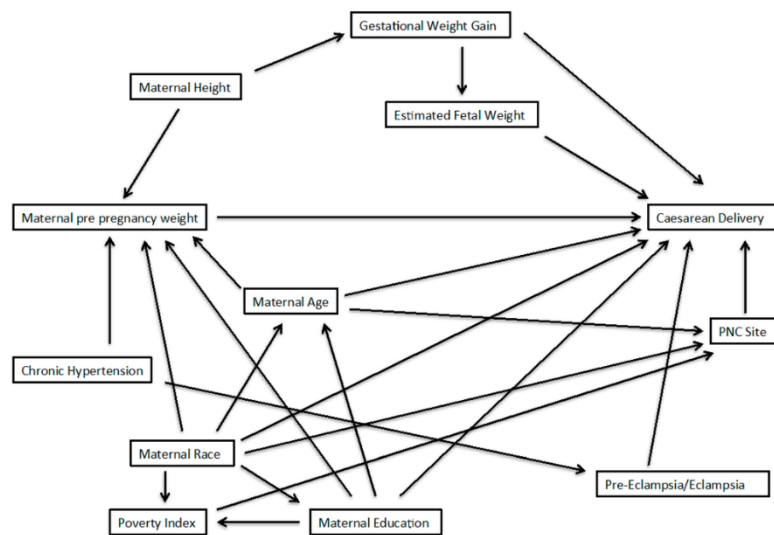 Gestational Weight Gain
Maternal Height
Estimated Fetal Weight
Maternal pre pregnancy weight
Caesarean Delivery
Maternal Age
PNC Site
Chronic Hypertension
Maternal Race
Pre-Eclampsia/Eclampsia
Poverty Index
Maternal Education